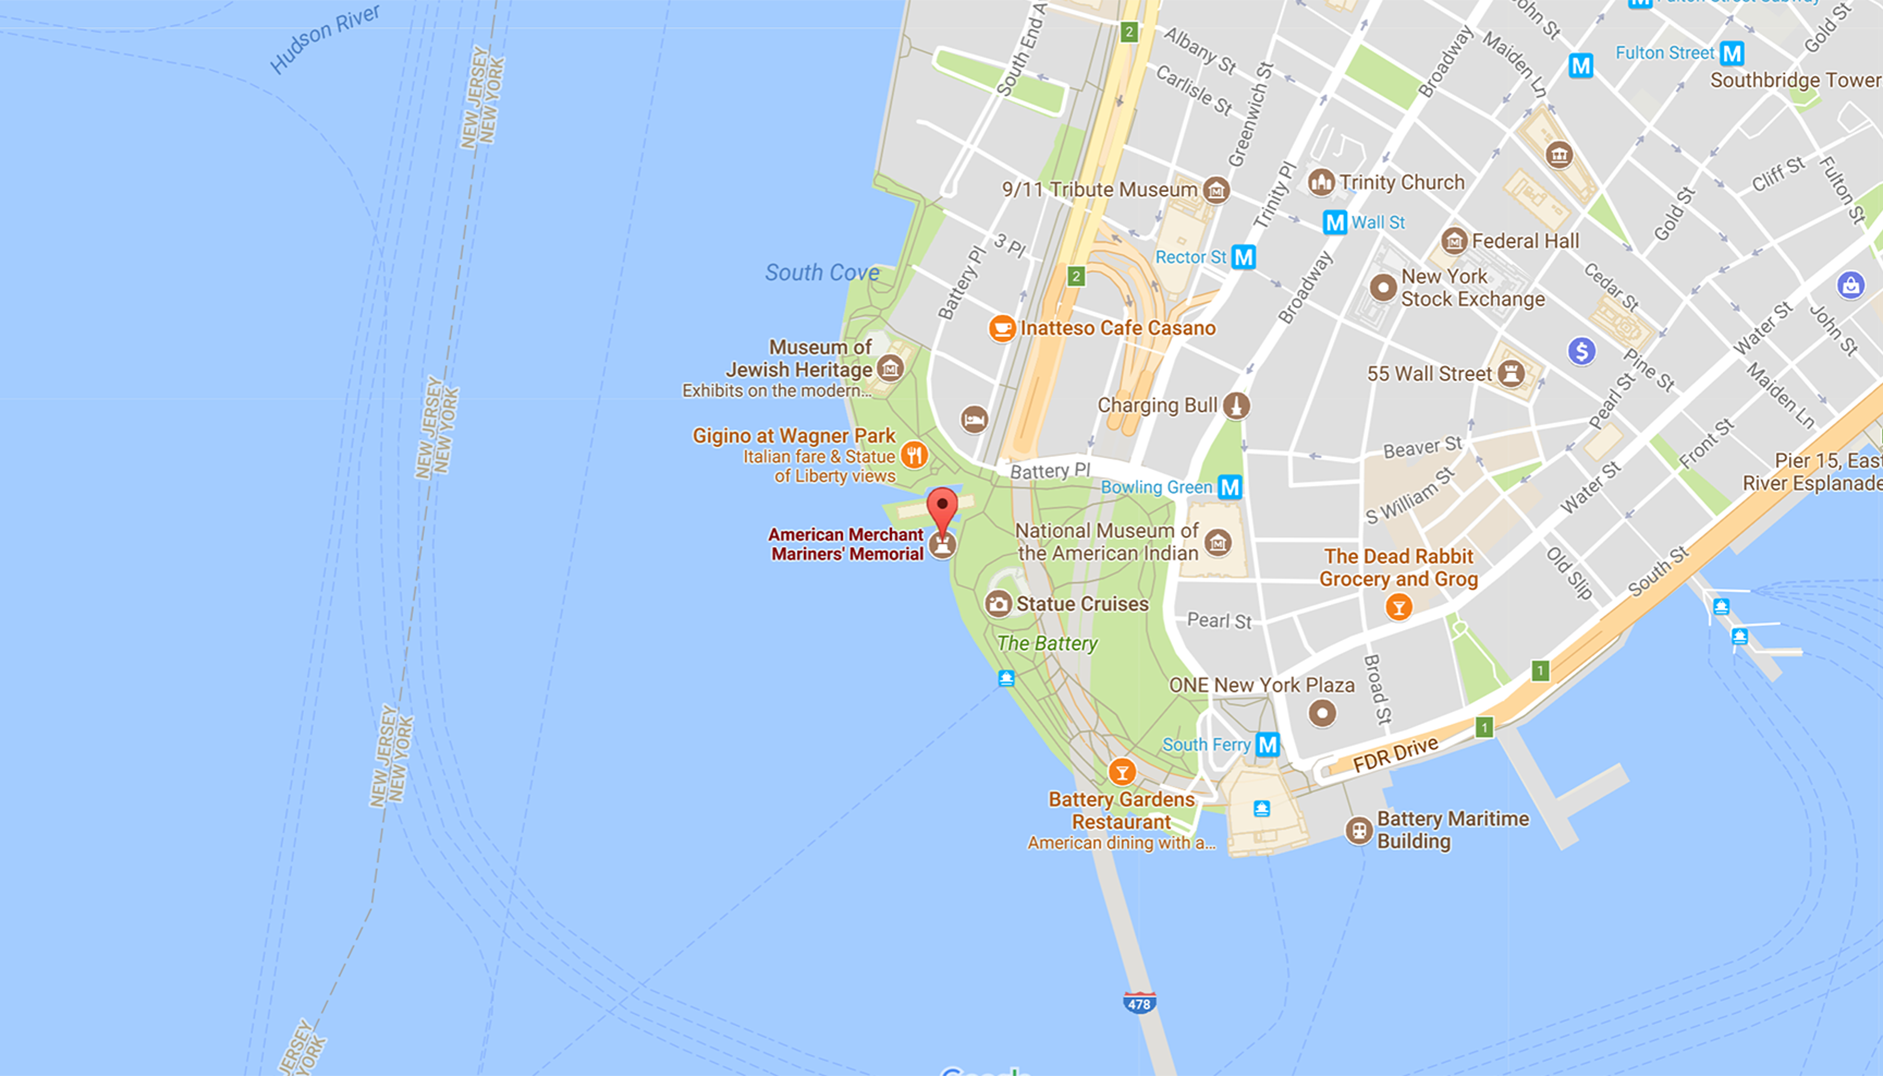 Hudson River
NEW JERSEY
NEW YORK
South End A
2
Albany St
Carlisle St
Greenwich St
Broadway
Maiden Ln
John St
M
Fulton Street Subway
M
Fulton Street M
Gold St
Southbridge Tower
9/11 Tribute Museum
Trinity Pl
Trinity Church
M Wall St
Cliff St
Fulton St
Gold St
3 Pl
Battery Pl
South Cove
2
Rector St M
Federal Hall
New York
Stock Exchange
Broadway
Cedar St
Water St
John St
Inatteso Cafe Casano
Museum of
Jewish Heritage
Exhibits on the modern...
$
Pine St
55 Wall Street
Pearl St
Maiden Ln
NEW JERSEY
NEW YORK
Charging Bull
Gigino at Wagner Park
Italian fare & Statue
of Liberty views
Battery Pl
Beaver St
Front St
Bowling Green M
S William St
Water St
Pier 15, East
River Esplanade
American Merchant
Mariners' Memorial
National Museum of
the American Indian
The Dead Rabbit
Grocery and Grog
Old Slip
South St
Statue Cruises
The Battery
Pearl St
Broad St
1
ONE New York Plaza
NEW JERSEY
NEW YORK
South Ferry M
1
FDR Drive
Battery Gardens
Restaurant
American dining with a...
Battery Maritime
Building
478
JERSEY
YORK
Google